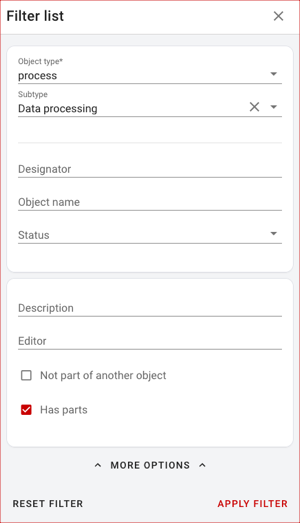 Filter list
Object type*
process
Subtype
Data processing
Designator
Object name
Status
Description
Editor
Not part of another object
Has parts
MORE OPTIONS
RESET FILTER
APPLY FILTER